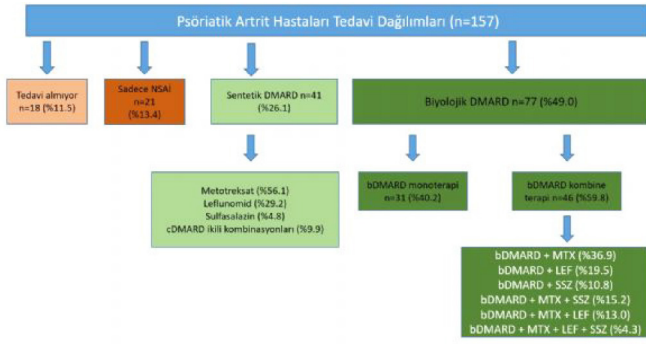 Psöriatik Artrit Hastaları Tedavi Dağılımları (n=157)
Tedavi almıyor
n=18 (%11.5)
Sadece NSAİ
n=21
(%13.4)
Sentetik DMARD n=41
(%26.1)
Biyolojik DMARD n=77 (%49.0)
Metotreksat (%56.1)
Leflunomid (%29.2)
Sulfasalazin (%4.8)
cDMARD ikili kombinasyonları (%9.9)
bDMARD monoterapi
n=31 (%40.2)
bDMARD kombine
terapi n=46 (%59.8)
bDMARD + MTX (%36.9)
bDMARD + LEF (%19.5)
bDMARD + SSZ (%10.8)
bDMARD + MTX + SSZ (%15.2)
bDMARD + MTX + LEF (%13.0)
bDMARD + MTX + LEF + SSZ (%4.3)